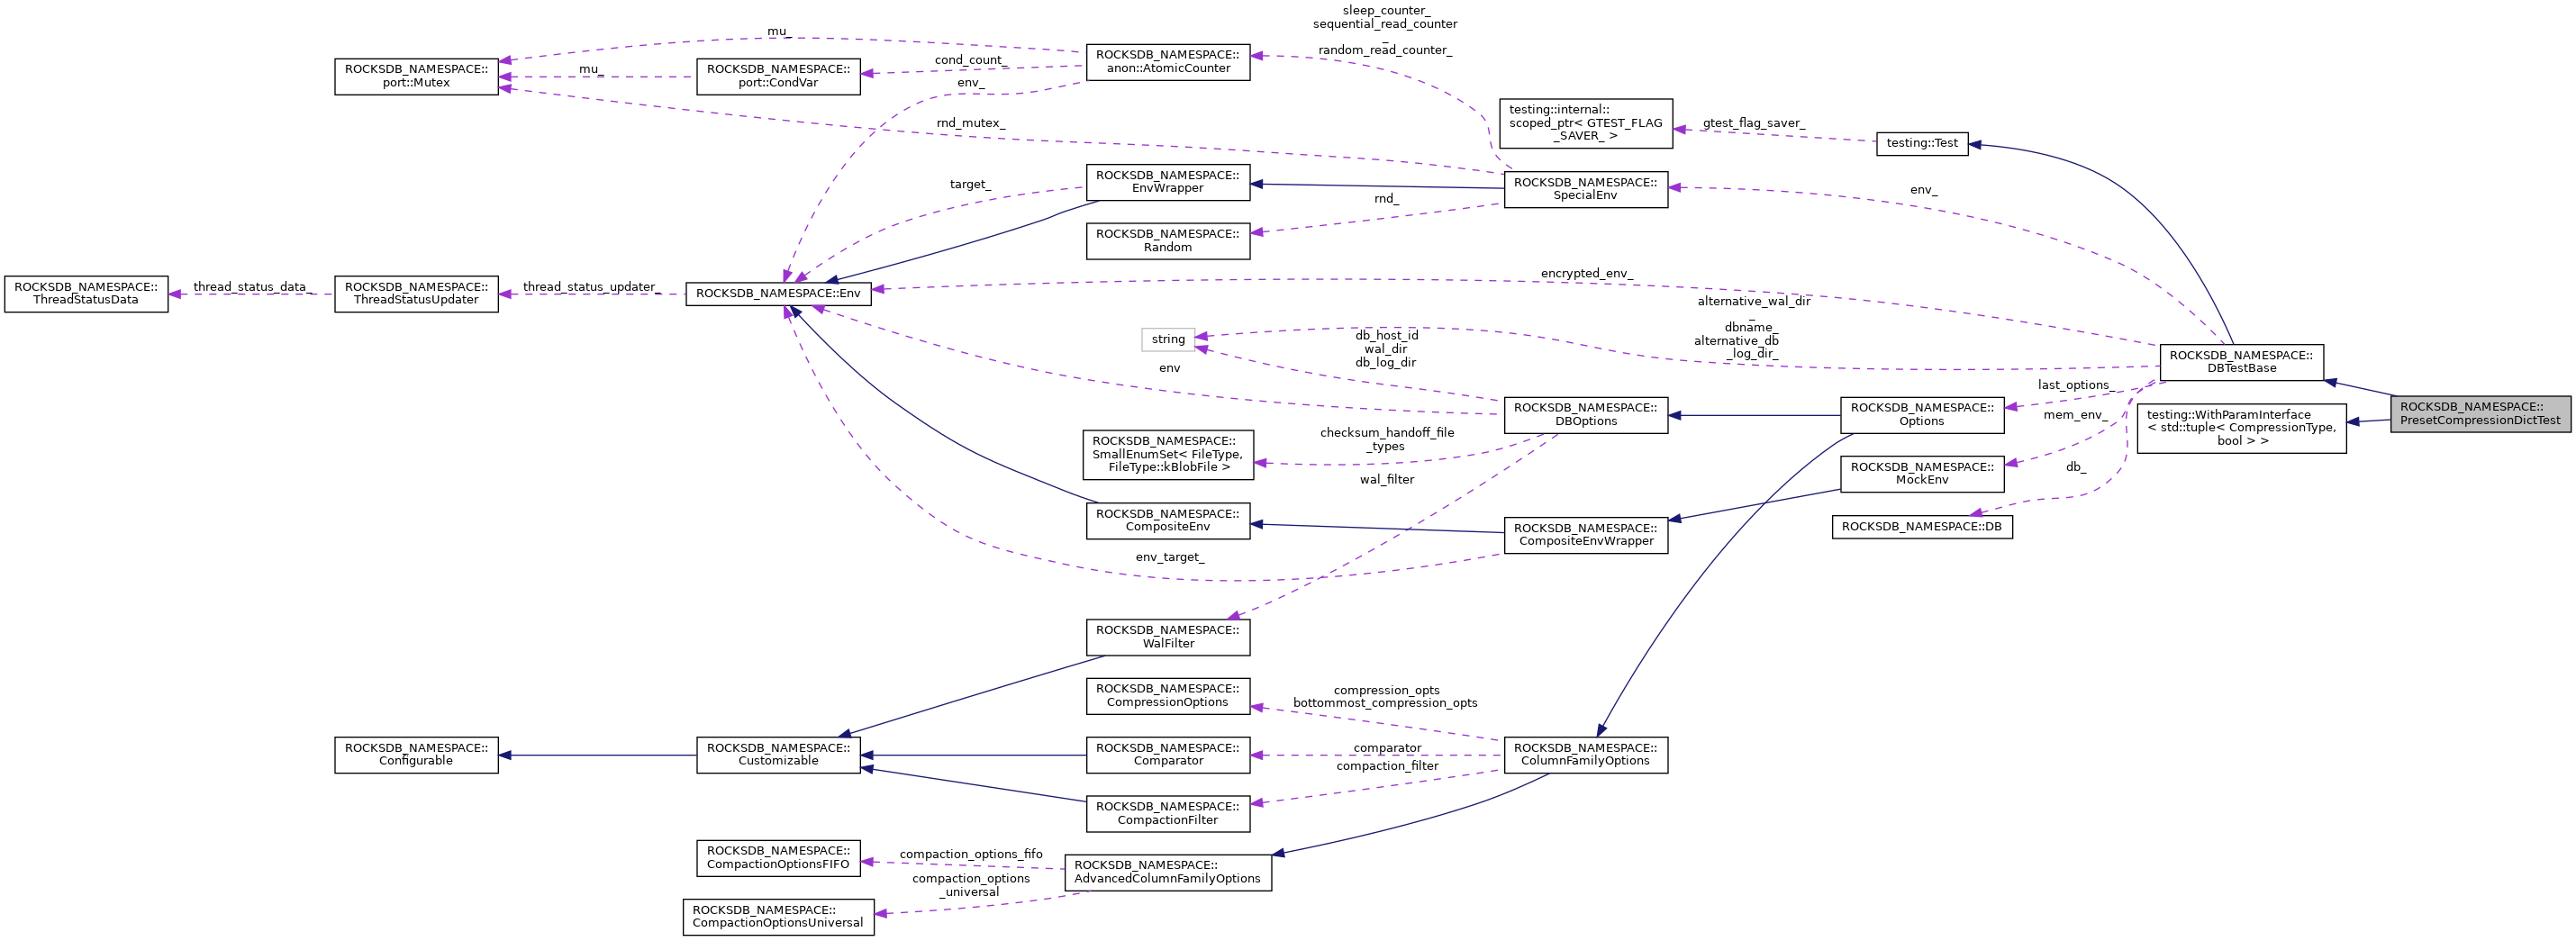 sleep_counter_
sequential_read_counter
_
random_read_counter_
mu_
ROCKSDB_NAMESPACE::
anon::AtomicCounter
ROCKSDB_NAMESPACE::
port::Mutex
mu_
ROCKSDB_NAMESPACE::
port::CondVar
cond_count_
env_
rnd_mutex_
testing::internal::
scoped_ptr< GTEST_FLAG
_SAVER_ >
gtest_flag_saver_
testing::Test
ROCKSDB_NAMESPACE::
EnvWrapper
target_
ROCKSDB_NAMESPACE::
SpecialEnv
env_
rnd_
ROCKSDB_NAMESPACE::
Random
ROCKSDB_NAMESPACE::
ThreadStatusData
thread_status_data_
ROCKSDB_NAMESPACE::
ThreadStatusUpdater
thread_status_updater_
ROCKSDB_NAMESPACE::Env
encrypted_env_
alternative_wal_dir
_
dbname_
alternative_db
_log_dir_
string
db_host_id
wal_dir
db_log_dir
env
ROCKSDB_NAMESPACE::
DBTestBase
last_options_
mem_env_
db_
ROCKSDB_NAMESPACE::
DBOptions
ROCKSDB_NAMESPACE::
Options
testing::WithParamInterface
< std::tuple< CompressionType,
bool > >
ROCKSDB_NAMESPACE::
PresetCompressionDictTest
ROCKSDB_NAMESPACE::
SmallEnumSet< FileType,
FileType::kBlobFile >
checksum_handoff_file
_types
wal_filter
ROCKSDB_NAMESPACE::
MockEnv
ROCKSDB_NAMESPACE::
CompositeEnv
ROCKSDB_NAMESPACE::
CompositeEnvWrapper
ROCKSDB_NAMESPACE::DB
env_target_
ROCKSDB_NAMESPACE::
WalFilter
ROCKSDB_NAMESPACE::
CompressionOptions
compression_opts
bottommost_compression_opts
ROCKSDB_NAMESPACE::
Configurable
ROCKSDB_NAMESPACE::
Customizable
ROCKSDB_NAMESPACE::
Comparator
comparator
compaction_filter
ROCKSDB_NAMESPACE::
ColumnFamilyOptions
ROCKSDB_NAMESPACE::
CompactionFilter
ROCKSDB_NAMESPACE::
CompactionOptionsFIFO
compaction_options_fifo
ROCKSDB_NAMESPACE::
AdvancedColumnFamilyOptions
compaction_options
_universal
ROCKSDB_NAMESPACE::
CompactionOptionsUniversal